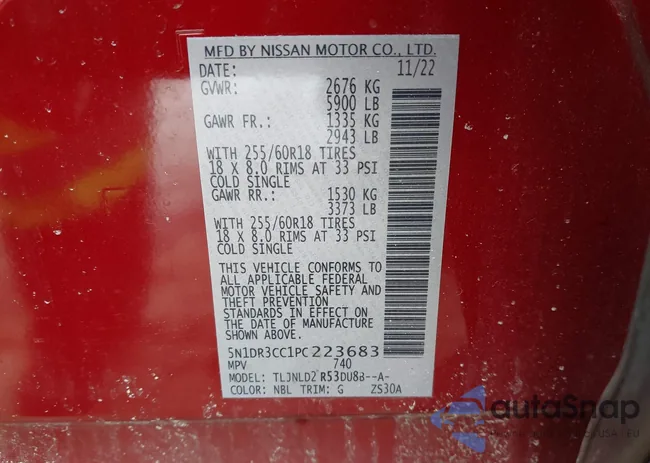 MFD BY NISSAN MOTOR CO., LTD.
DATE: 11/22
GVWR: 2676 KG
5900 LB
GAWR FR.: 1335 KG
2943 LB
WITH 255/60R18 TIRES
18 X 8.0 RIMS AT 33 PSI
COLD SINGLE
GAWR RR.: 1530 KG
3373 LB
WITH 255/60R18 TIRES
18 X 8.0 RIMS AT 33 PSI
COLD SINGLE
THIS VEHICLE CONFORMS TO
ALL APPLICABLE FEDERAL
MOTOR VEHICLE SAFETY AND
THEFT PREVENTION
STANDARDS IN EFFECT ON
THE DATE OF MANUFACTURE
SHOWN ABOVE.
5N1DR3CC1PC223683
MPV 740
MODEL: TLJNLDZ R53DU8B--A-
COLOR: NBL TRIM: G ZS30A
autoSnap